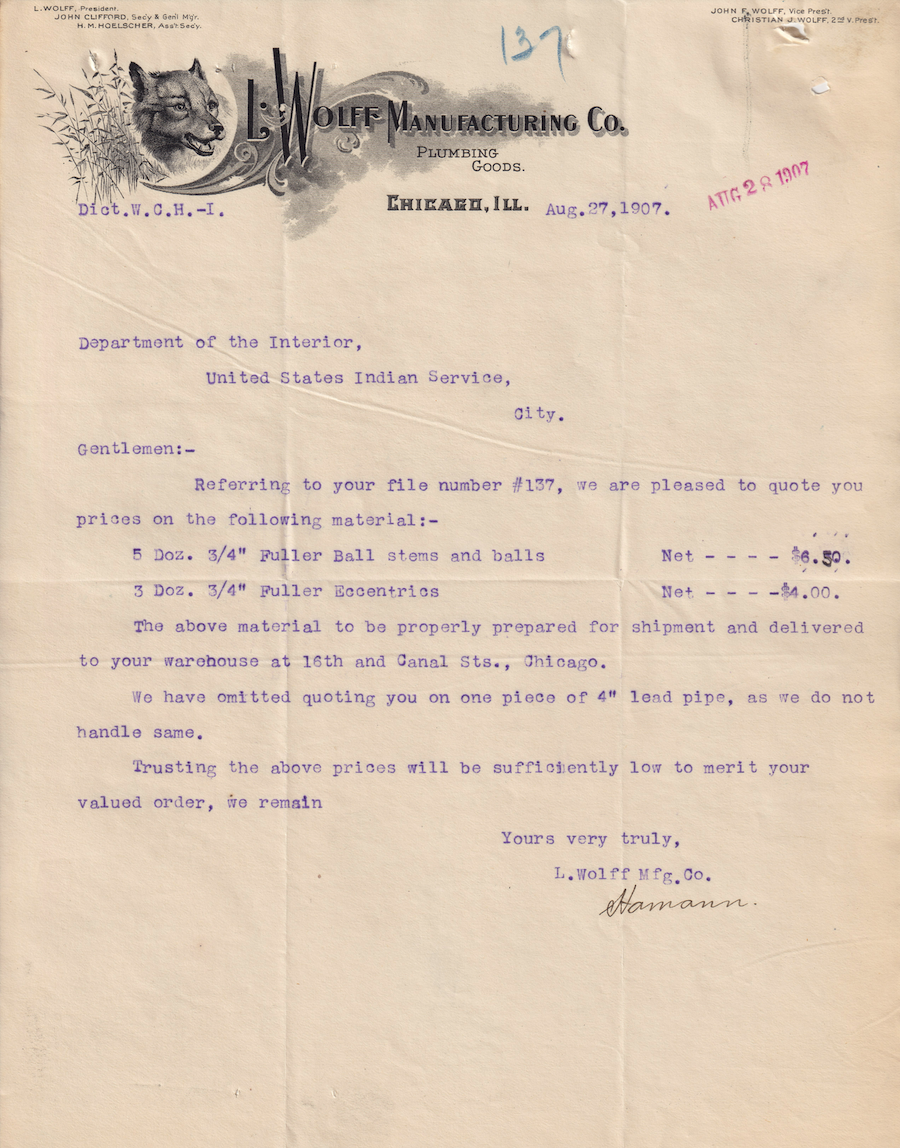 L. WOLFF, President.
JOHN CLIFFORD, Sec'y & Gen'l M'g'r.
H. M. HOELSCHER, Ass't Sec'y.
JOHN F. WOLFF, Vice Pres't.
CHRISTIAN J. WOLFF, 2nd V. Pres't.
137
L. WOLFF MANUFACTURING CO.
PLUMBING
GOODS.
CHICAGO, ILL.
AUG 28 1907
Dict.W.C.H.-I.
Aug.27,1907.
Department of the Interior,
United States Indian Service,
City.
Gentlemen:-
Referring to your file number #137, we are pleased to quote you
prices on the following material:-
5 Doz. 3/4" Fuller Ball stems and balls Net - - - - $6.50.
3 Doz. 3/4" Fuller Eccentrics Net - - - -$4.00.
The above material to be properly prepared for shipment and delivered
to your warehouse at 16th and Canal Sts., Chicago.
We have omitted quoting you on one piece of 4" lead pipe, as we do not
handle same.
Trusting the above prices will be sufficiently low to merit your
valued order, we remain
Yours very truly,
L.Wolff Mfg.Co.
Hamann.